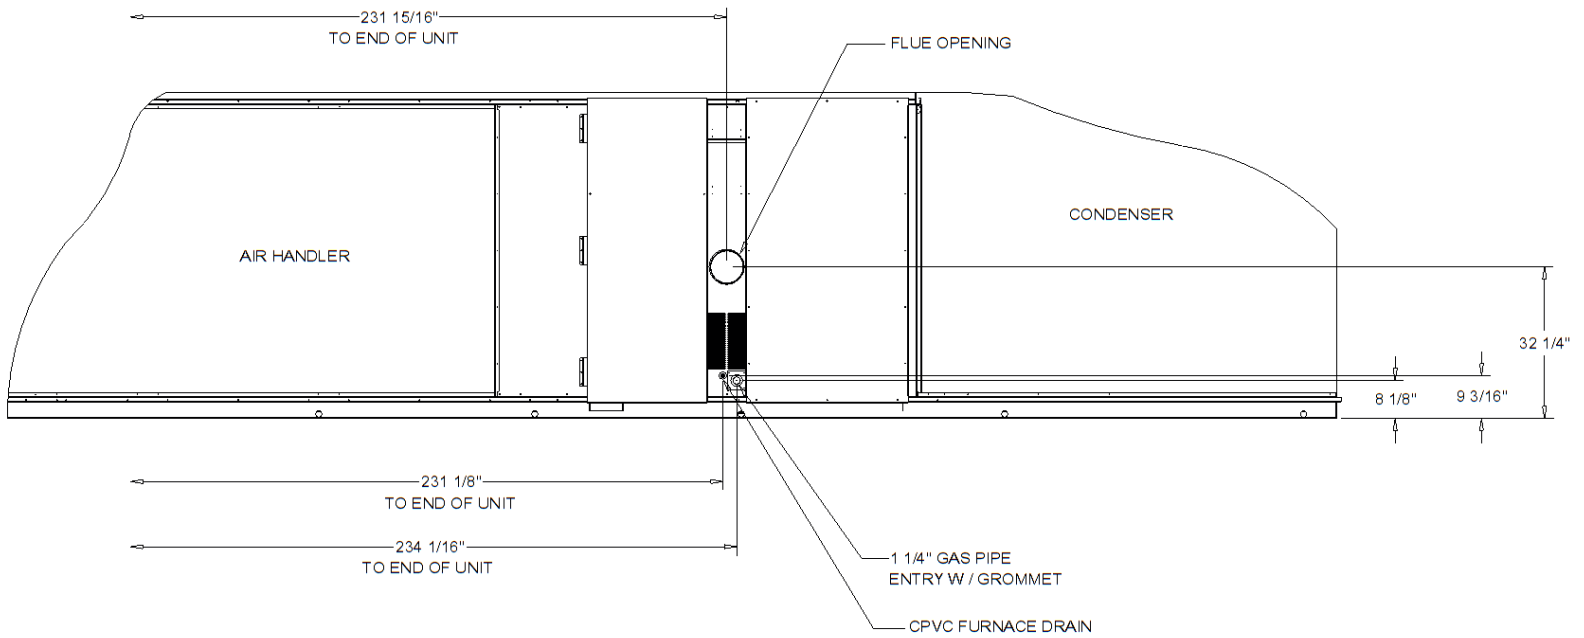 231 15/16"
TO END OF UNIT
FLUE OPENING
CONDENSER
AIR HANDLER
32 1/4"
8 1/8"
9 3/16"
231 1/8"
TO END OF UNIT
234 1/16"
TO END OF UNIT
1 1/4" GAS PIPE
ENTRY W / GROMMET
CPVC FURNACE DRAIN